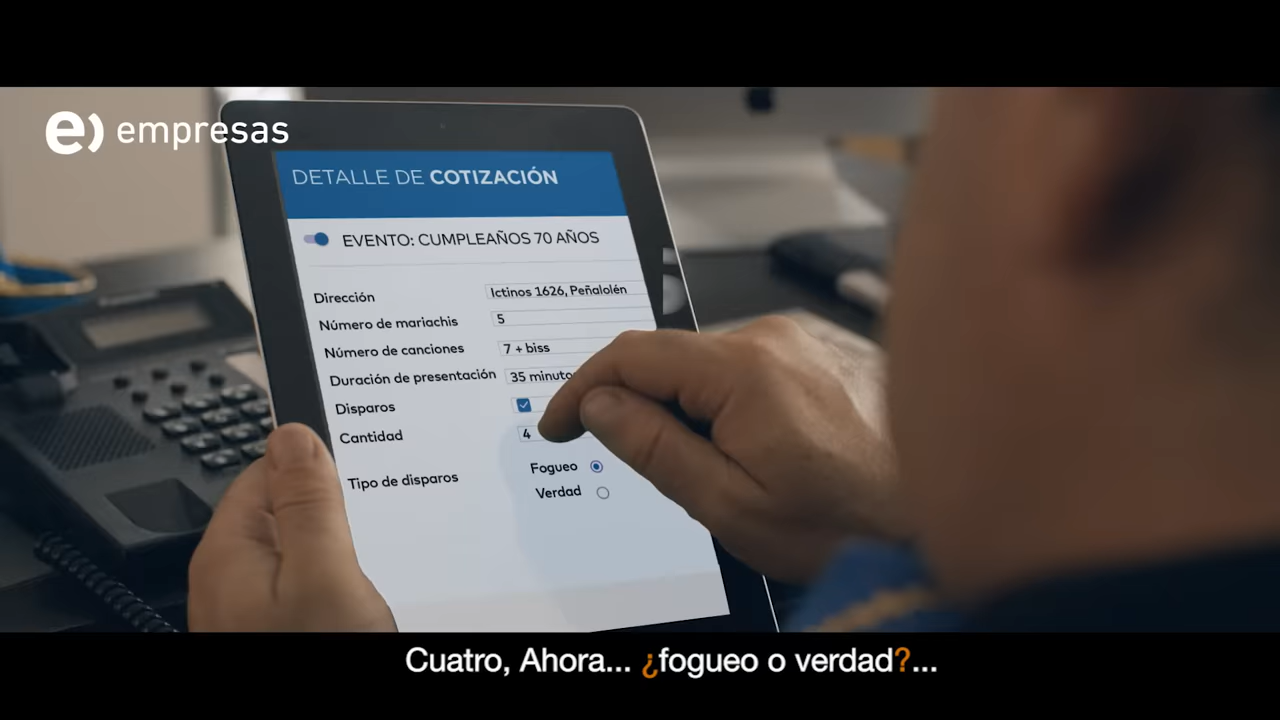 e) empresas
DETALLE DE COTIZACIÓN
EVENTO: CUMPLEAÑOS 70 AÑOS
Dirección Ictinos 1626, Peñalolén
Número de mariachis 5
Número de canciones 7 + biss
Duración de presentación 35 minutos
Disparos
Cantidad 4
Tipo de disparos Fogueo
Verdad
Cuatro, Ahora... ¿fogueo o verdad?...